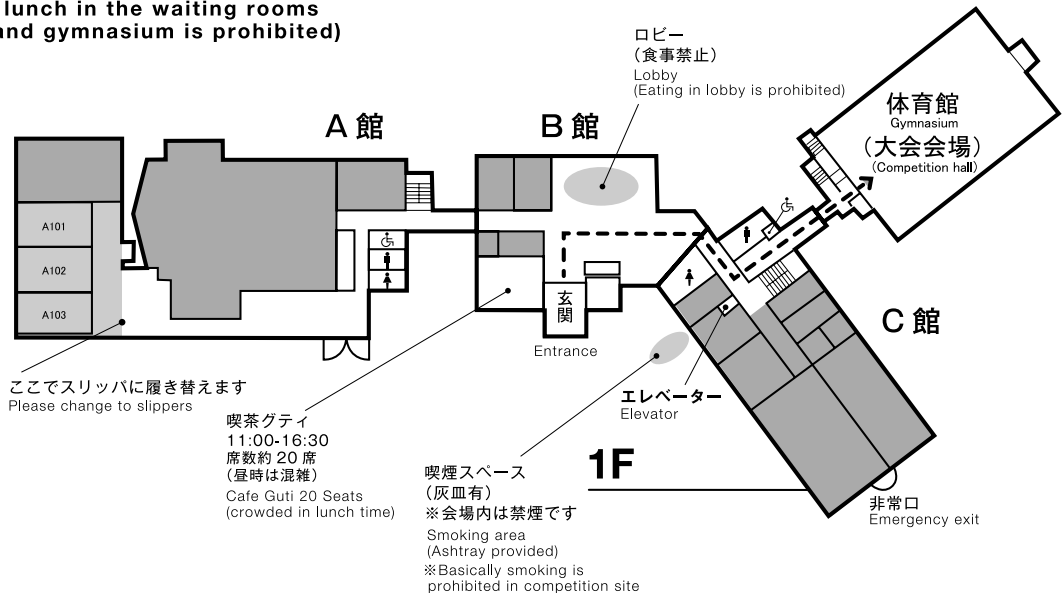 lunch in the waiting rooms
and gymnasium is prohibited)
ロビー
（食事禁止）
Lobby
(Eating in lobby is prohibited)
A 館
B 館
体育館
Gymnasium
（大会会場）
(Competition hall)
A101
A102
A103
玄関
Entrance
C 館
ここでスリッパに履き替えます
Please change to slippers
喫茶グティ
11:00-16:30
席数約 20 席
（昼時は混雑）
Cafe Guti 20 Seats
(crowded in lunch time)
エレベーター
Elevator
1F
喫煙スペース
（灰皿有）
※会場内は禁煙です
Smoking area
(Ashtray provided)
※Basically smoking is
prohibited in competition site
非常口
Emergency exit